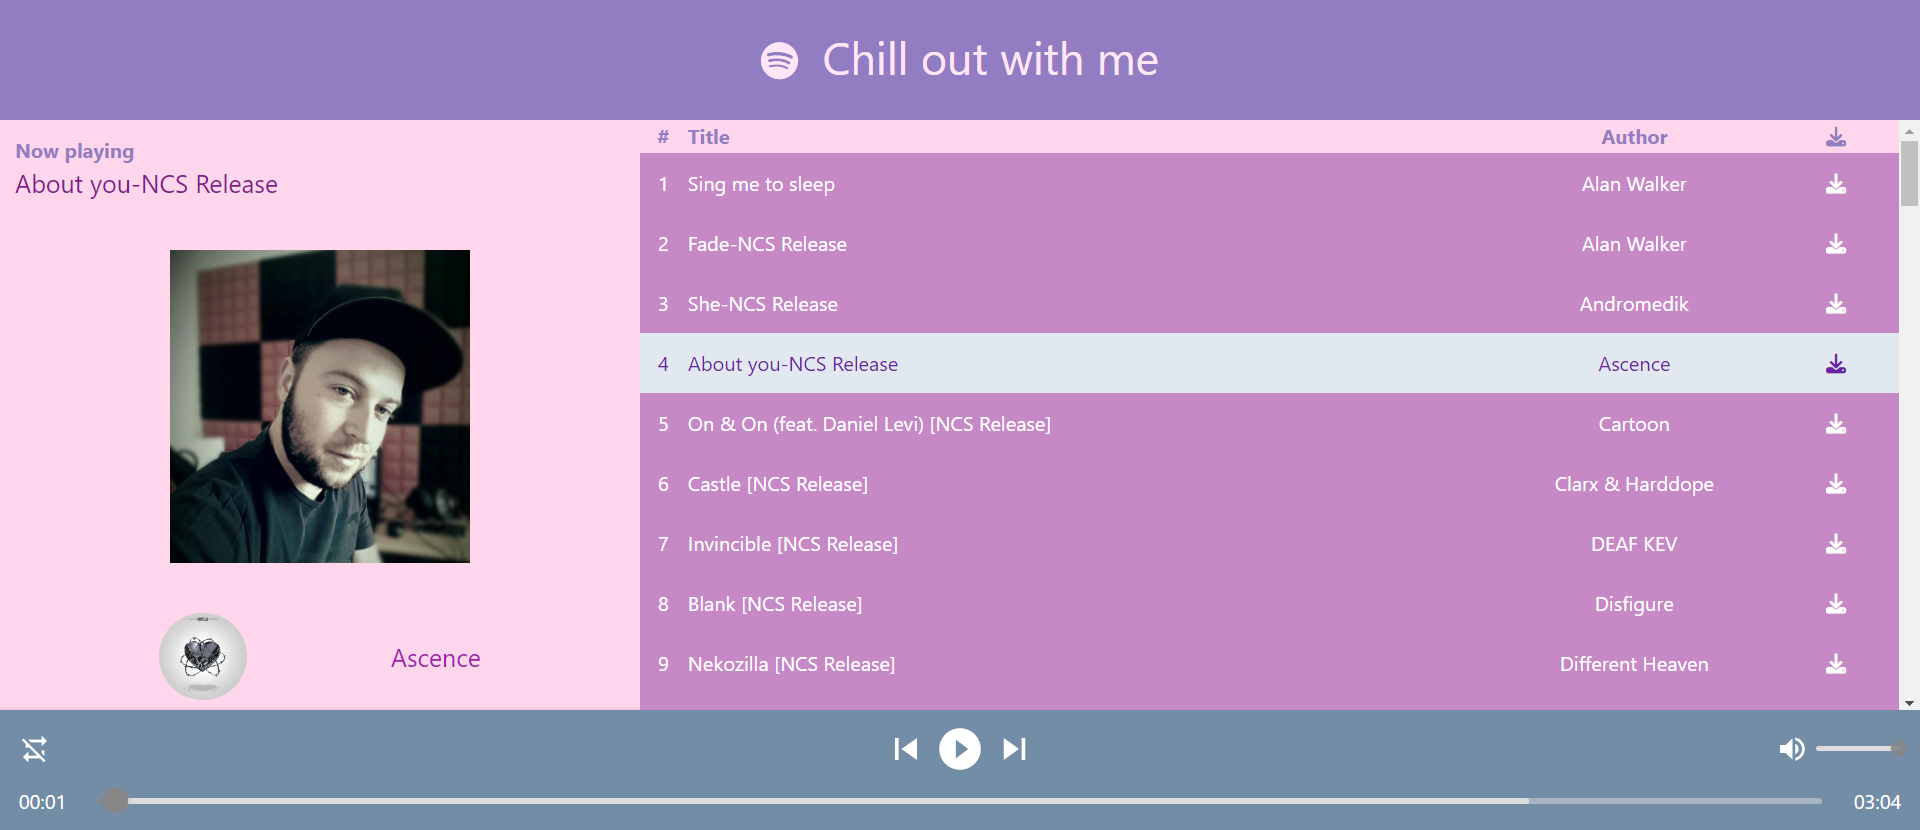 Chill out with me
Now playing
About you-NCS Release
Ascence
# Title Author
1 Sing me to sleep Alan Walker
2 Fade-NCS Release Alan Walker
3 She-NCS Release Andromedik
4 About you-NCS Release Ascence
5 On & On (feat. Daniel Levi) [NCS Release] Cartoon
6 Castle [NCS Release] Clarx & Harddope
7 Invincible [NCS Release] DEAF KEV
8 Blank [NCS Release] Disfigure
9 Nekozilla [NCS Release] Different Heaven
00:01 03:04